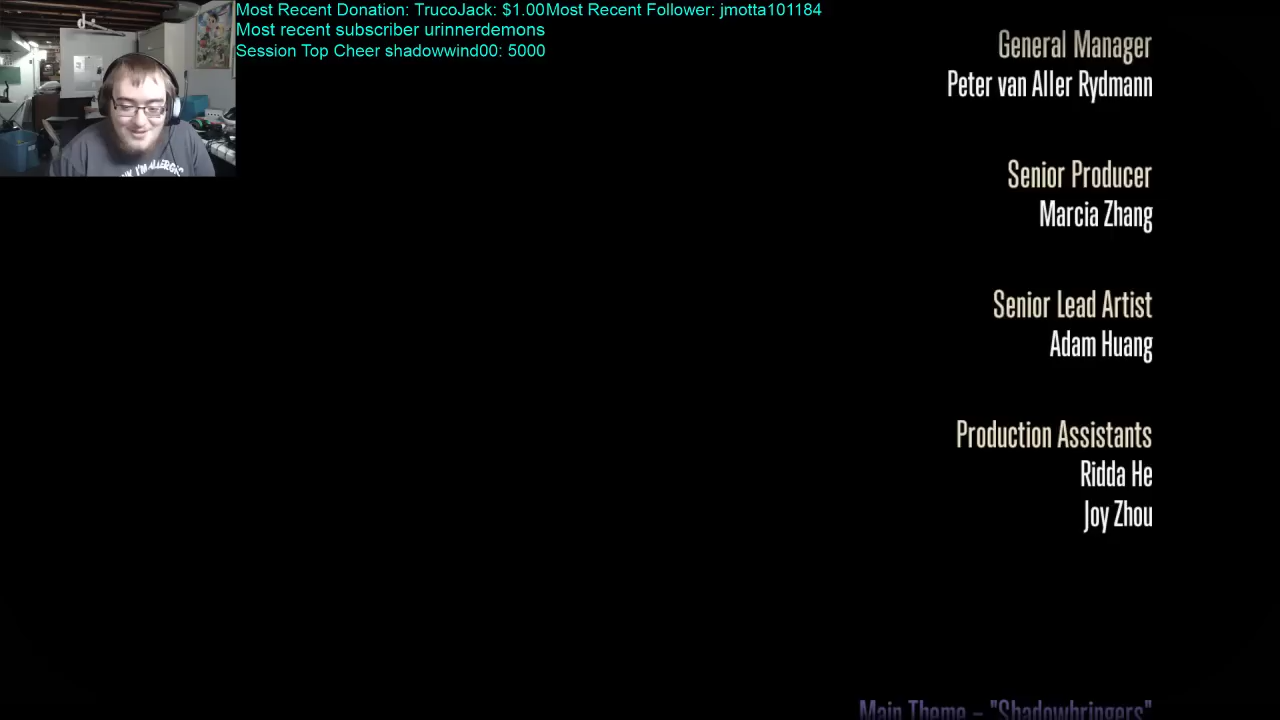 Most Recent Donation: TrucoJack: $1.00Most Recent Follower: jmotta101184
Most recent subscriber urinnerdemons
Session Top Cheer shadowwind00: 5000
I'M ALLERGIC
General Manager
Peter van Aller Rydmann
Senior Producer
Marcia Zhang
Senior Lead Artist
Adam Huang
Production Assistants
Ridda He
Joy Zhou
Main Theme – "Shadowbringers"